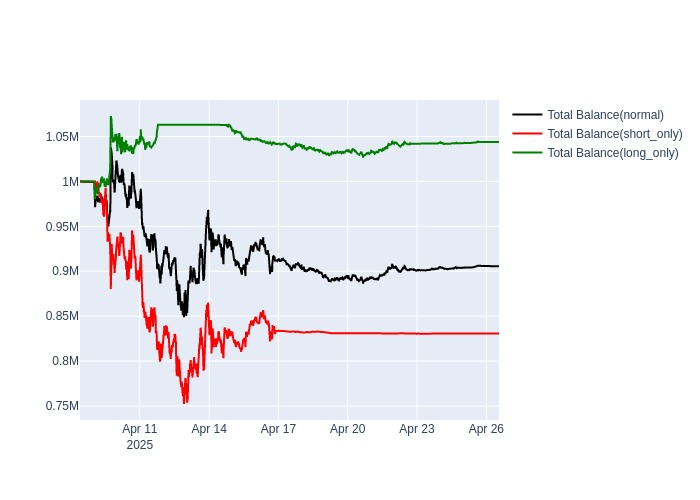 Total Balance(normal)
Total Balance(short_only)
Total Balance(long_only)
1.05M
1M
0.95M
0.9M
0.85M
0.8M
0.75M
Apr 11
2025
Apr 14
Apr 17
Apr 20
Apr 23
Apr 26